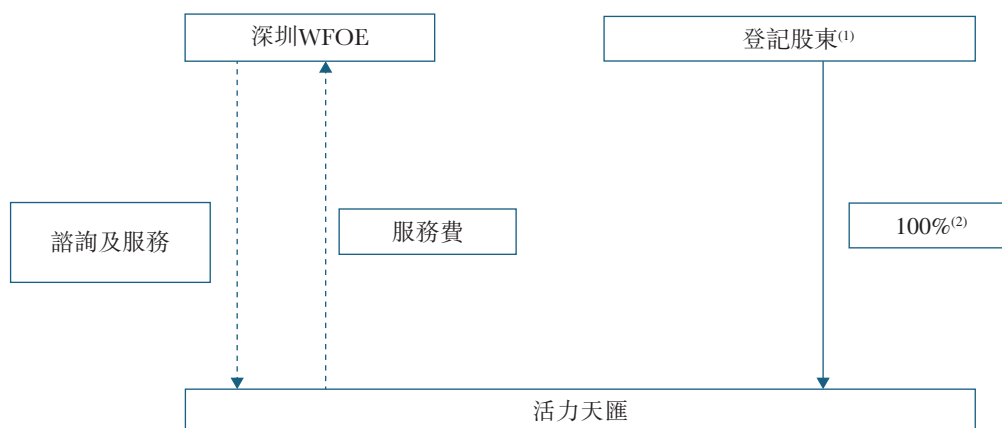 深圳WFOE
登記股東(1)
諮詢及服務
服務費
100%(2)
活力天匯